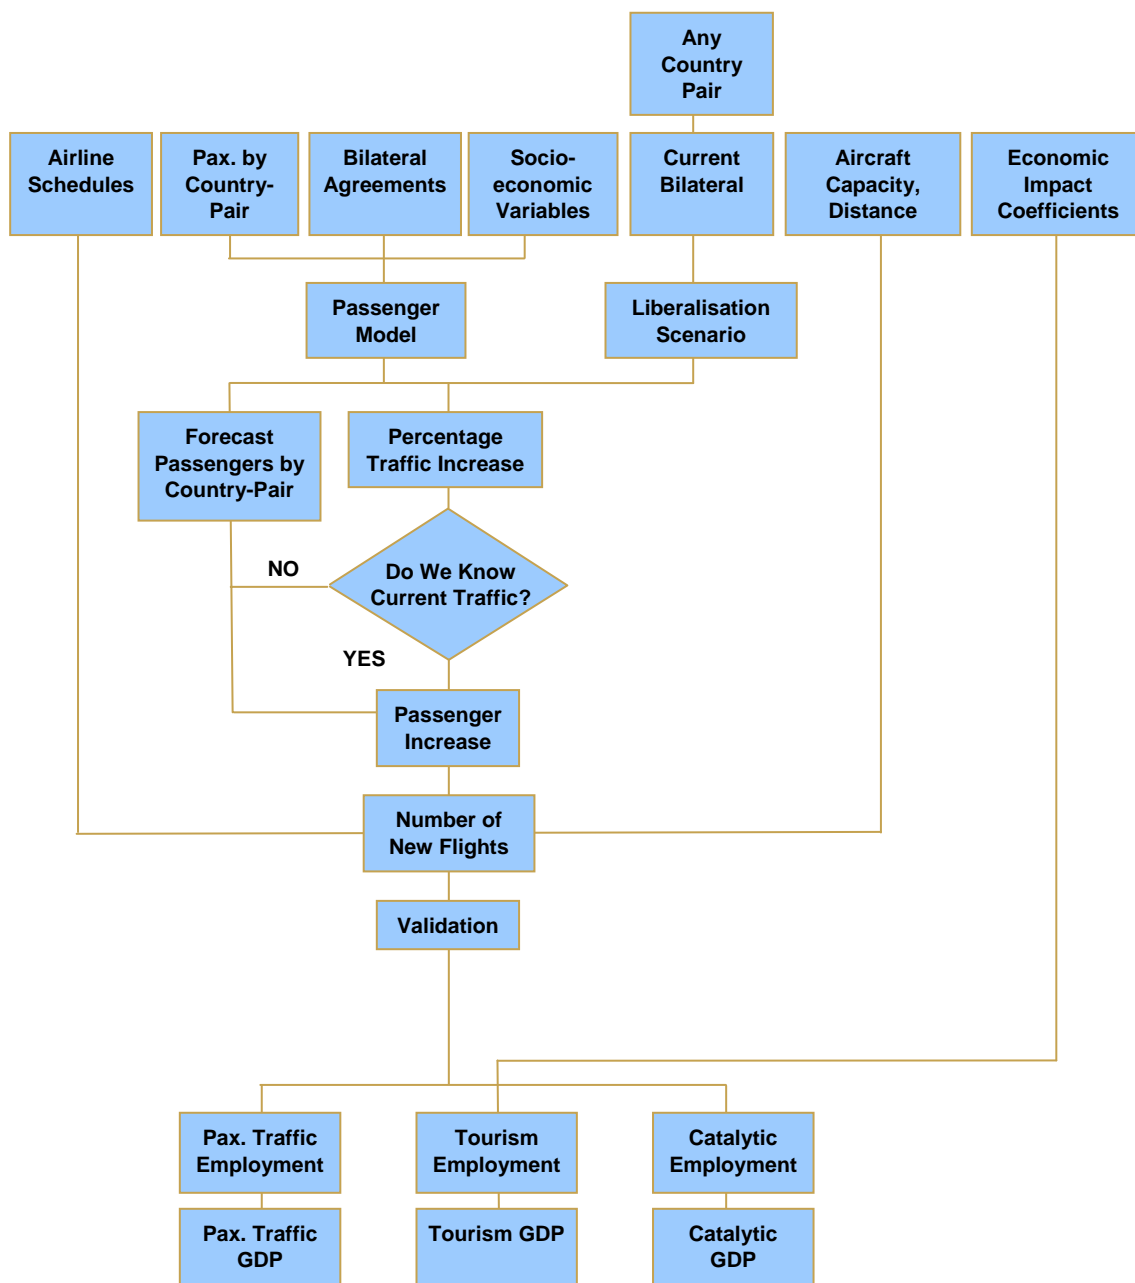 Any
Country
Pair
Airline
Schedules
Pax. by
Country-
Pair
Bilateral
Agreements
Socio-
economic
Variables
Current
Bilateral
Aircraft
Capacity,
Distance
Economic
Impact
Coefficients
Passenger
Model
Liberalisation
Scenario
Forecast
Passengers by
Country-Pair
Percentage
Traffic Increase
NO
Do We Know
Current Traffic?
YES
Passenger
Increase
Number of
New Flights
Validation
Pax. Traffic
Employment
Tourism
Employment
Catalytic
Employment
Pax. Traffic
GDP
Tourism GDP
Catalytic
GDP